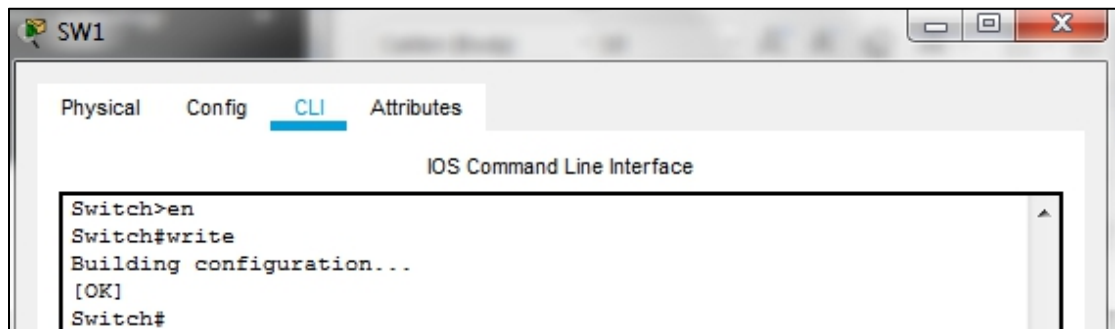 SW1
Physical Config CLI Attributes
IOS Command Line Interface
Switch>en
Switch#write
Building configuration...
[OK]
Switch#